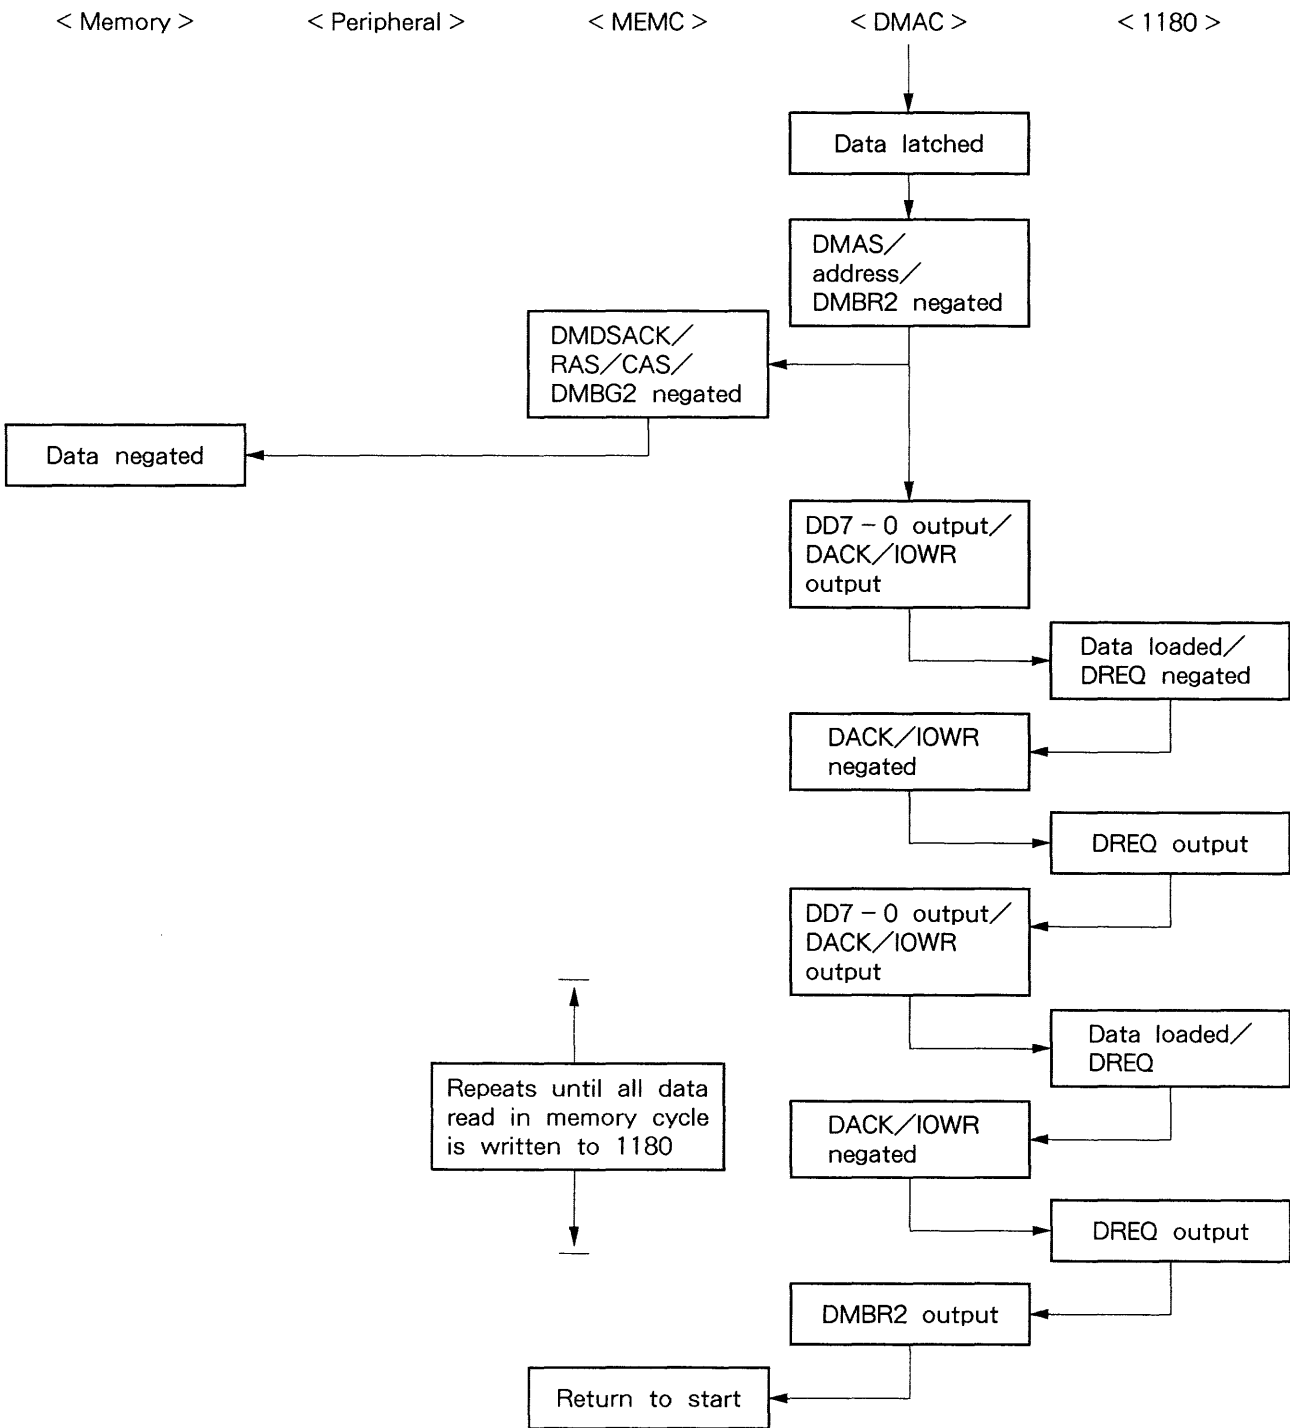 < Memory > < Peripheral > < MEMC > < DMAC > < 1180 >
Data latched
DMAS/
address/
DMBR2 negated
DMDSACK/
RAS/CAS/
DMBG2 negated
Data negated
DD7 – 0 output/
DACK/IOWR
output
Data loaded/
DREQ negated
DACK/IOWR
negated
DREQ output
DD7 – 0 output/
DACK/IOWR
output
Data loaded/
DREQ
Repeats until all data
read in memory cycle
is written to 1180
DACK/IOWR
negated
DREQ output
DMBR2 output
Return to start